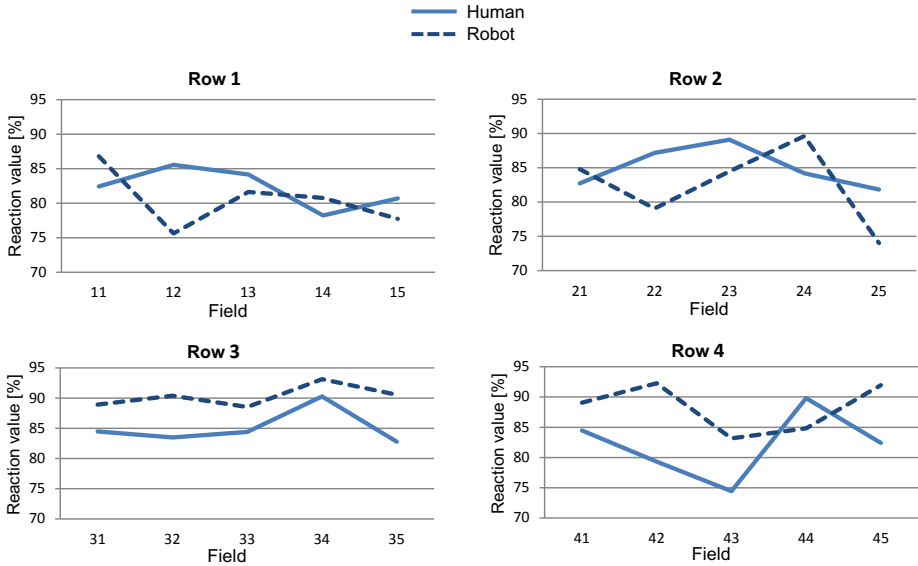 Human
Robot
Row 1
Reaction value [%]
95
90
85
80
75
70
11 12 13 14 15
Field
Row 2
Reaction value [%]
95
90
85
80
75
70
21 22 23 24 25
Field
Row 3
Reaction value [%]
95
90
85
80
75
70
31 32 33 34 35
Field
Row 4
Reaction value [%]
95
90
85
80
75
70
41 42 43 44 45
Field